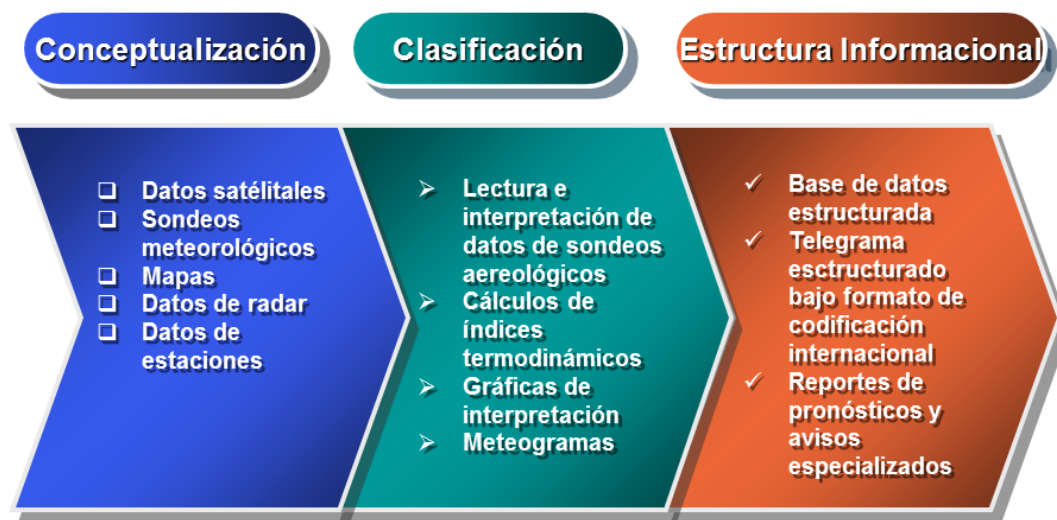 Conceptualización
Clasificación
Estructura Informacional
Datos satélitales
Sondeos
meteorológicos
Mapas
Datos de radar
Datos de
estaciones
Lectura e
interpretación de
datos de sondeos
aereológicos
Cálculos de
índices
termodinámicos
Gráficas de
interpretación
Meteogramas
Base de datos
estructurada
Telegrama
esctructurado
bajo formato de
codificación
internacional
Reportes de
pronósticos y
avisos
especializados